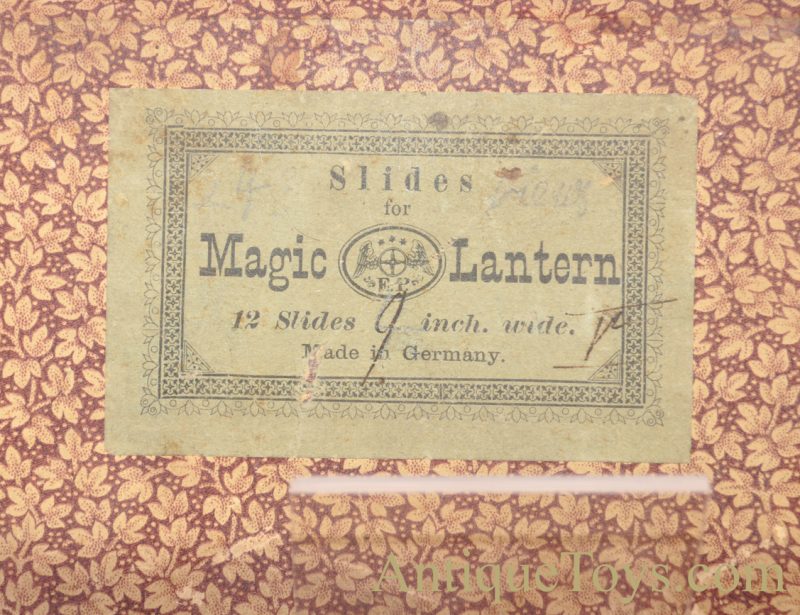 Slides
for
Magic Lantern
E.P.
12 Slides 9 inch. wide.
Made in Germany.
AntiqueToys.com